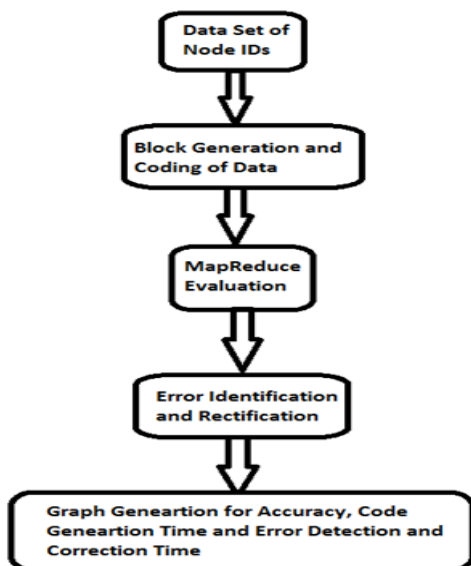 Data Set of
Node IDs
Block Generation and
Coding of Data
MapReduce
Evaluation
Error Identification
and Rectification
Graph Geneartion for Accuracy, Code
Geneartion Time and Error Detection and
Correction Time